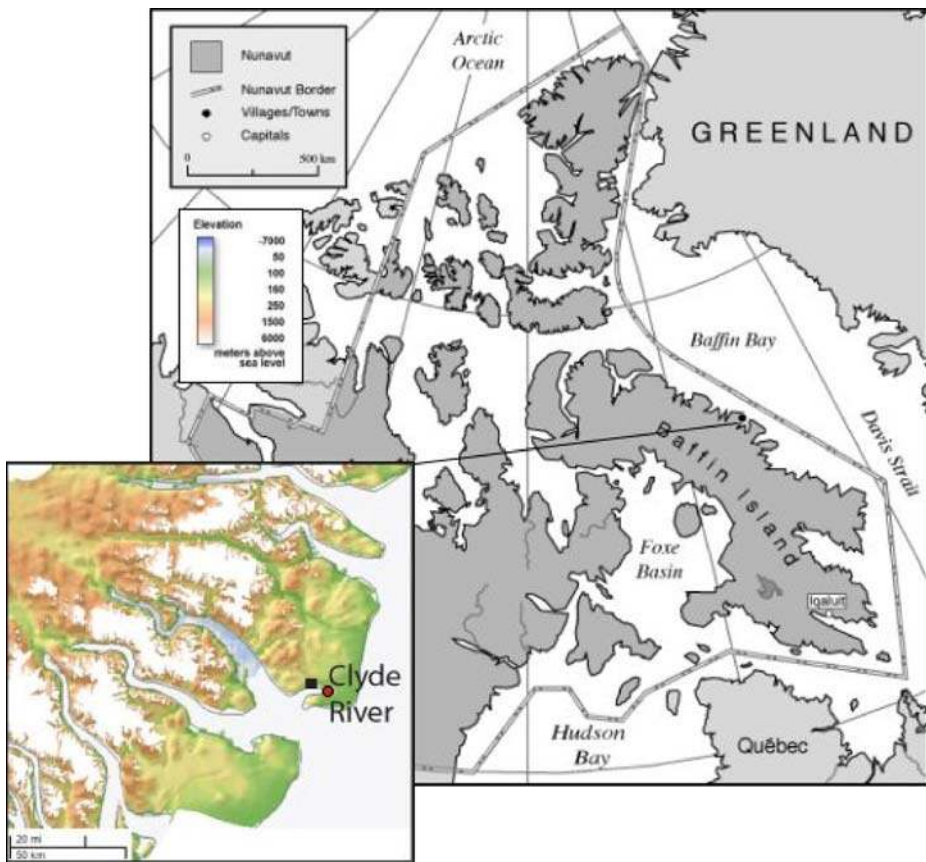 Arctic
Ocean
Nunavut
Nunavut Border
Villages/Towns
Capitals
0 500 km
GREENLAND
Elevation
-7000
50
100
160
250
1500
6000
meters above
sea level
Baffin Bay
Davis Strait
Baffin Island
Foxe
Basin
Iqaluit
Clyde
River
Hudson
Bay
Québec
20 mi
50 km